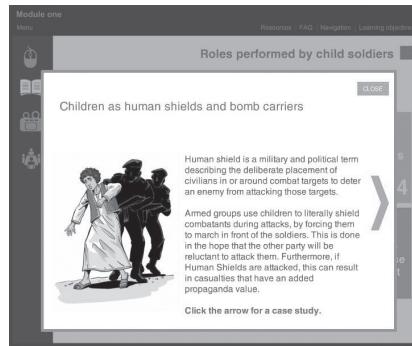 Module one
Menu
Resources | FAQ | Navigation | Learning objective
Roles performed by child soldiers
CLOSE
Children as human shields and bomb carriers
Human shield is a military and political term
describing the deliberate placement of
civilians in or around combat targets to deter
an enemy from attacking those targets.
Armed groups use children to literally shield
combatants during attacks, by forcing them
to march in front of the soldiers. This is done
in the hope that the other party will be
reluctant to attack them. Furthermore, if
Human Shields are attacked, this can result
in casualties that have an added
propaganda value.
Click the arrow for a case study.
4